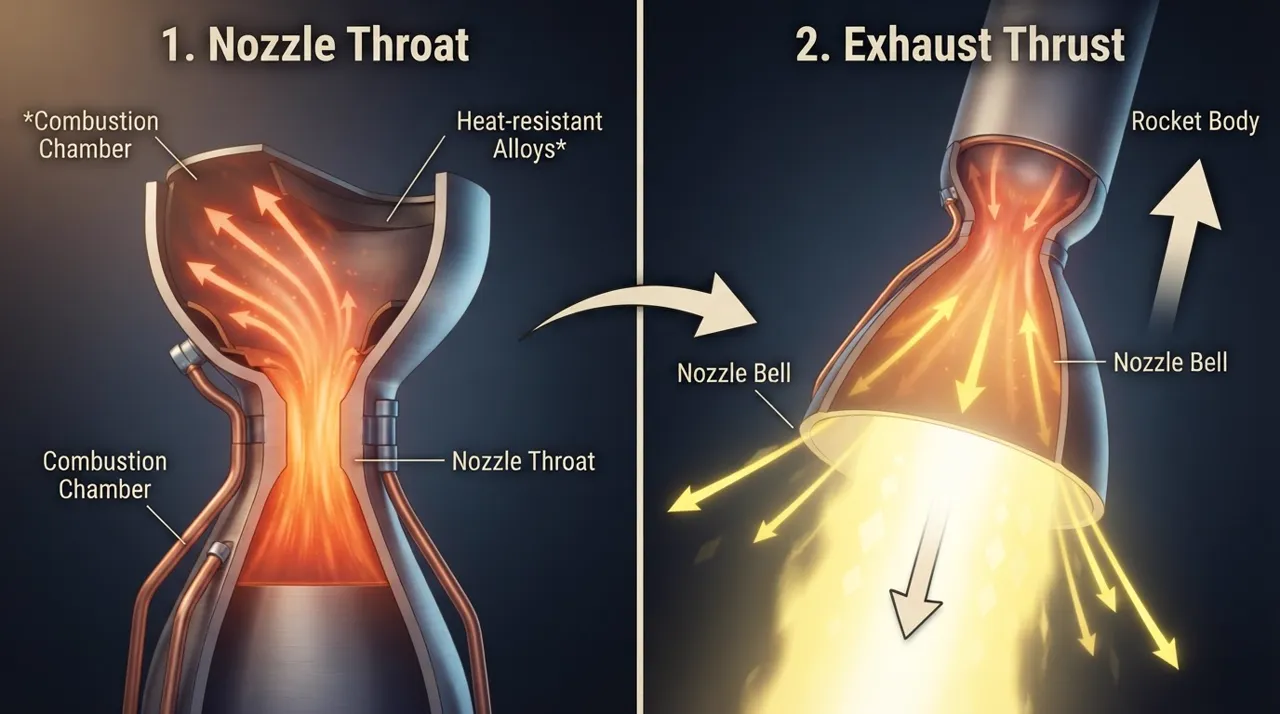 1. Nozzle Throat
*Combustion
Chamber
Heat-resistant
Alloys*
Combustion
Chamber
Nozzle Throat
2. Exhaust Thrust
Rocket Body
Nozzle Bell
Nozzle Bell